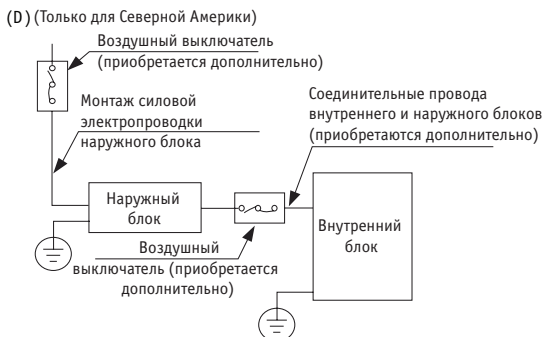 (D) (Только для Северной Америки)
Воздушный выключатель
(приобретается дополнительно)
Монтаж силовой
электропроводки
наружного блока
Соединительные провода
внутреннего и наружного блоков
(приобретаются дополнительно)
Наружный
блок
Внутренний
блок
Воздушный
выключатель (приобретается
дополнительно)